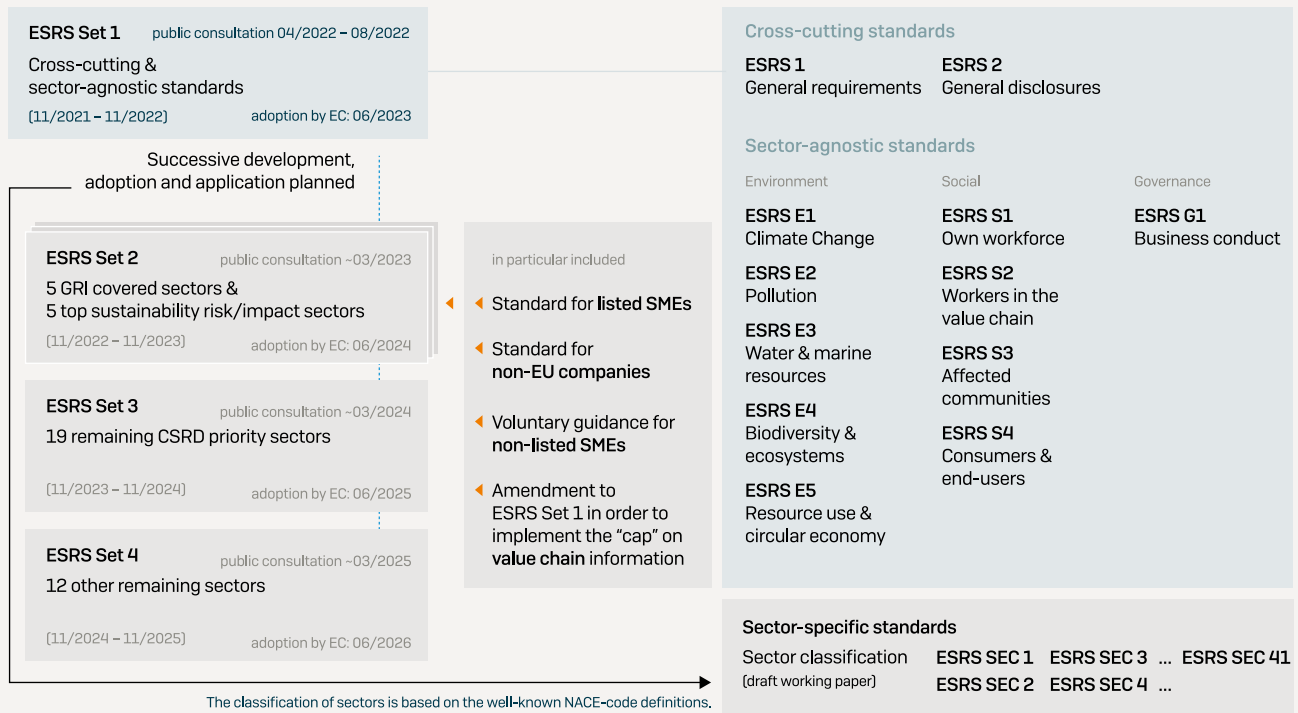 ESRS Set 1 public consultation 04/2022 – 08/2022
Cross-cutting &
sector-agnostic standards
(11/2021 – 11/2022) adoption by EC: 06/2023
Successive development,
adoption and application planned
ESRS Set 2 public consultation ~03/2023
5 GRI covered sectors &
5 top sustainability risk/impact sectors
(11/2022 – 11/2023) adoption by EC: 06/2024
ESRS Set 3 public consultation ~03/2024
19 remaining CSRD priority sectors
(11/2023 – 11/2024) adoption by EC: 06/2025
ESRS Set 4 public consultation ~03/2025
12 other remaining sectors
(11/2024 – 11/2025) adoption by EC: 06/2026
The classification of sectors is based on the well-known NACE-code definitions.
in particular included
Standard for listed SMEs
Standard for
non-EU companies
Voluntary guidance for
non-listed SMEs
Amendment to
ESRS Set 1 in order to
implement the “cap” on
value chain information
Cross-cutting standards
ESRS 1
General requirements
ESRS 2
General disclosures
Sector-agnostic standards
Environment
ESRS E1
Climate Change
ESRS E2
Pollution
ESRS E3
Water & marine
resources
ESRS E4
Biodiversity &
ecosystems
ESRS E5
Resource use &
circular economy
Social
ESRS S1
Own workforce
ESRS S2
Workers in the
value chain
ESRS S3
Affected
communities
ESRS S4
Consumers &
end-users
Governance
ESRS G1
Business conduct
Sector-specific standards
Sector classification ESRS SEC 1 ESRS SEC 3 ... ESRS SEC 41
(draft working paper) ESRS SEC 2 ESRS SEC 4 ...